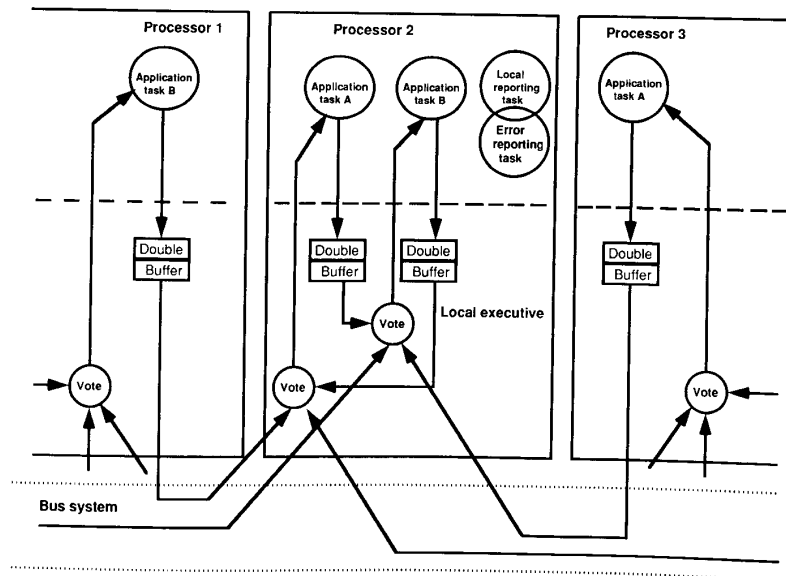 Processor 1
Application
task B
Double
Buffer
Vote
Processor 2
Application
task A
Application
task B
Local
reporting
task
Error
reporting
task
Double
Buffer
Double
Buffer
Local executive
Vote
Vote
Processor 3
Application
task A
Double
Buffer
Vote
Bus system